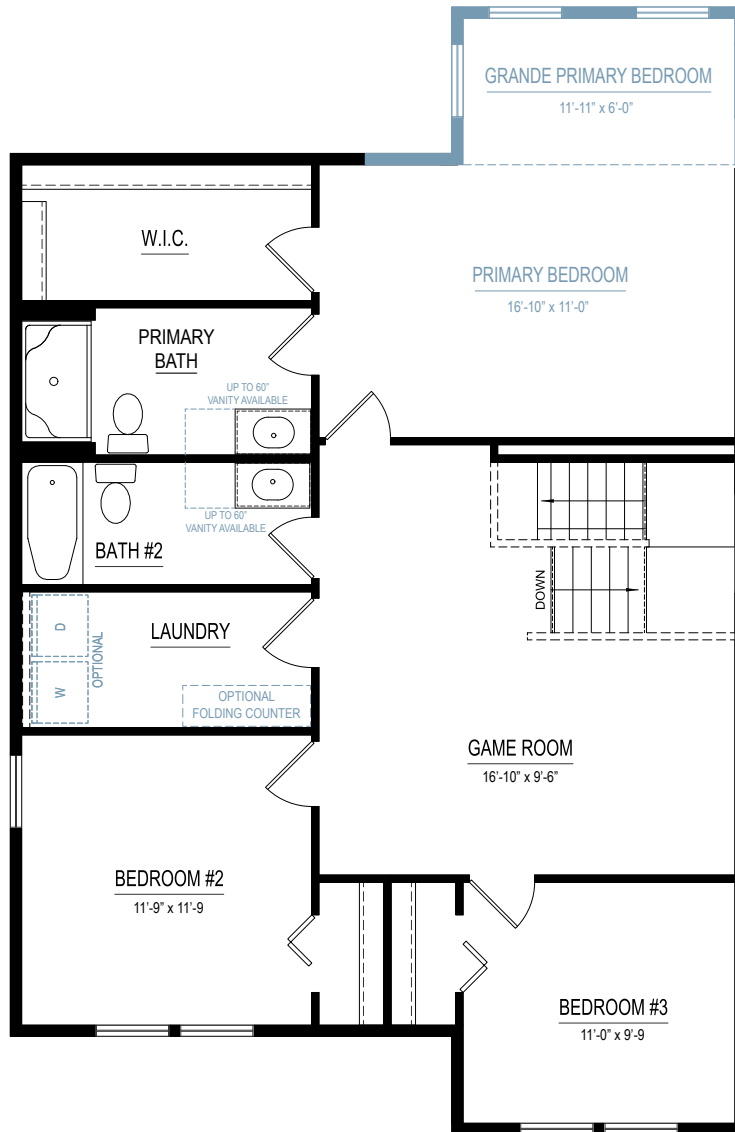 GRANDE PRIMARY BEDROOM
11'-11" x 6'-0"
W.I.C.
PRIMARY BEDROOM
16'-10" x 11'-0"
PRIMARY
BATH
UP TO 60"
VANITY AVAILABLE
UP TO 60"
VANITY AVAILABLE
BATH #2
DOWN
D
OPTIONAL
W
LAUNDRY
OPTIONAL
FOLDING COUNTER
GAME ROOM
16'-10" x 9'-6"
BEDROOM #2
11'-9" x 11'-9
BEDROOM #3
11'-0" x 9'-9